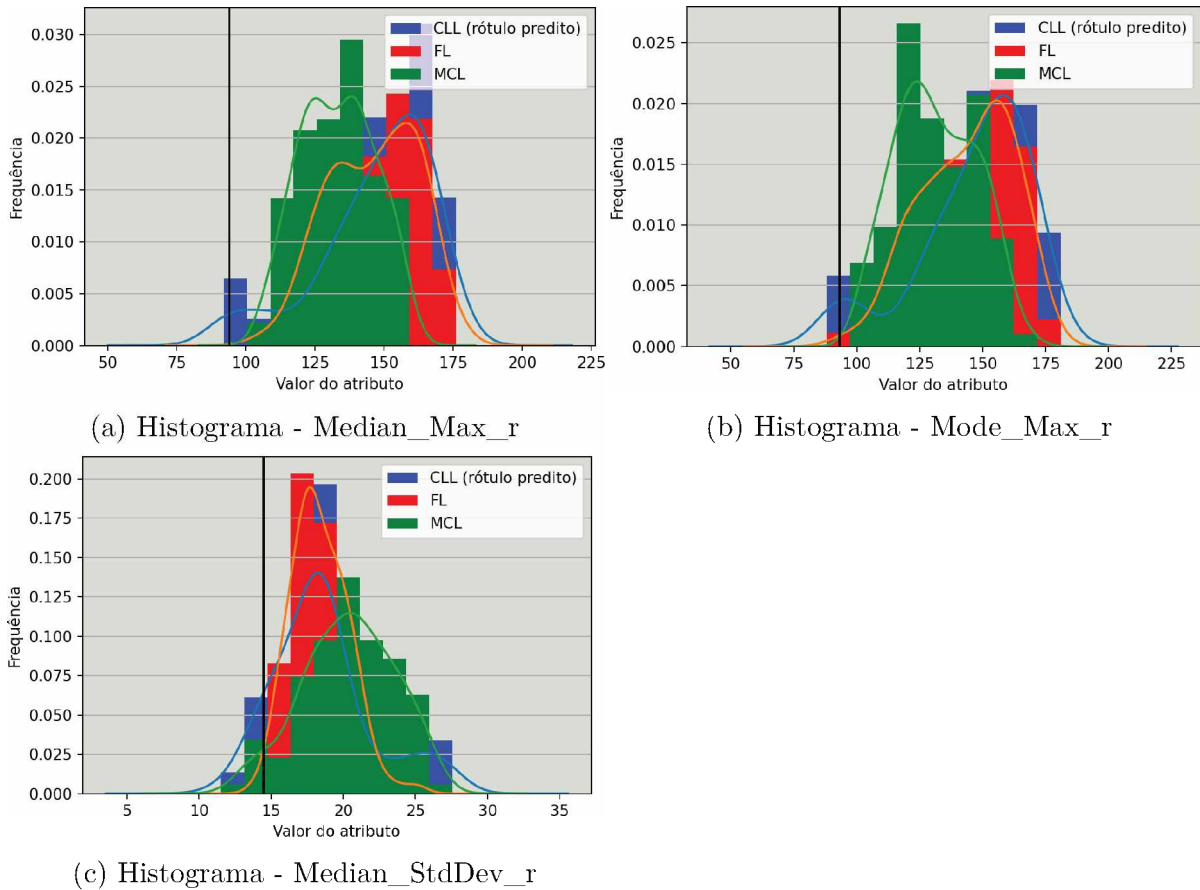 0.030
0.025
0.020
0.015
0.010
0.005
0.000
Frequência
CLL (rótulo predito)
FL
MCL
50 75 100 125 150 175 200 225
Valor do atributo
(a) Histograma - Median_Max_r
0.025
0.020
0.015
0.010
0.005
0.000
Frequência
CLL (rótulo predito)
FL
MCL
50 75 100 125 150 175 200 225
Valor do atributo
(b) Histograma - Mode_Max_r
0.200
0.175
0.150
0.125
0.100
0.075
0.050
0.025
0.000
Frequência
CLL (rótulo predito)
FL
MCL
5 10 15 20 25 30 35
Valor do atributo
(c) Histograma - Median_StdDev_r